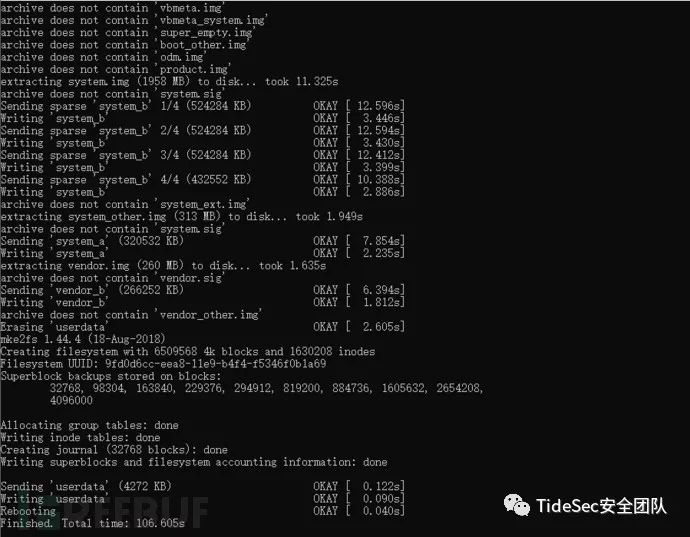 archive does not contain 'vbmeta.img'
archive does not contain 'vbmeta_system.img'
archive does not contain 'super_empty.img'
archive does not contain 'boot_other.img'
archive does not contain 'odm.img'
archive does not contain 'product.img'
extracting system.img (1958 MB) to disk... took 11.325s
archive does not contain 'system.sig'
Sending sparse 'system_b' 1/4 (524284 KB) OKAY [ 12.596s]
Writing 'system_b' OKAY [ 3.446s]
Sending sparse 'system_b' 2/4 (524284 KB) OKAY [ 12.594s]
Writing 'system_b' OKAY [ 3.430s]
Sending sparse 'system_b' 3/4 (524284 KB) OKAY [ 12.412s]
Writing 'system_b' OKAY [ 3.399s]
Sending sparse 'system_b' 4/4 (432552 KB) OKAY [ 10.388s]
Writing 'system_b' OKAY [ 2.886s]
archive does not contain 'system_ext.img'
extracting system_other.img (313 MB) to disk... took 1.949s
archive does not contain 'system.sig'
Sending 'system_a' (320532 KB) OKAY [ 7.854s]
Writing 'system_a' OKAY [ 2.235s]
extracting vendor.img (260 MB) to disk... took 1.635s
archive does not contain 'vendor.sig'
Sending 'vendor_b' (266252 KB) OKAY [ 6.394s]
Writing 'vendor_b' OKAY [ 1.812s]
archive does not contain 'vendor_other.img'
Erasing 'userdata' OKAY [ 2.605s]
mke2fs 1.44.4 (18-Aug-2018)
Creating filesystem with 6509568 4k blocks and 1630208 inodes
Filesystem UUID: 9fd0d6cc-eea8-11e9-b4f4-f5346f0b1a69
Superblock backups stored on blocks:
32768, 98304, 163840, 229376, 294912, 819200, 884736, 1605632, 2654208,
4096000
Allocating group tables: done
Writing inode tables: done
Creating journal (32768 blocks): done
Writing superblocks and filesystem accounting information: done
Sending 'userdata' (4272 KB) OKAY [ 0.122s]
Writing 'userdata' OKAY [ 0.090s]
Rebooting OKAY [ 0.040s]
Finished. Total time: 106.605s
REEBUF
TideSec安全团队